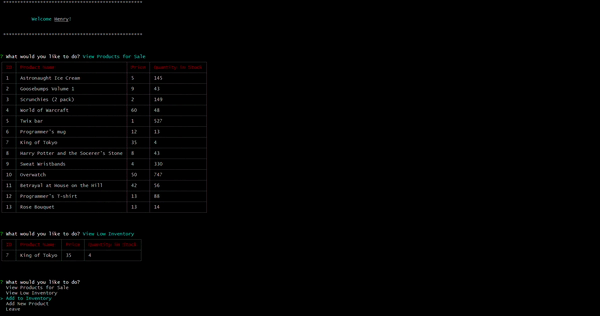 Welcome Henry!
? What would you like to do? View Products for Sale
ID Product Name Price Quantity in Stock
1 Astronaught Ice Cream 5 145
2 Goosebumps Volume 1 9 43
3 Scrunchies (2 pack) 2 149
4 World of Warcraft 60 48
5 Twix bar 1 527
6 Programmer's mug 12 13
7 King of Tokyo 35 4
8 Harry Potter and the Socerer's Stone 8 43
9 Sweat Wristbands 4 330
10 Overwatch 50 747
11 Betrayal at House on the Hill 42 56
12 Programmer's T-shirt 13 88
13 Rose Bouquet 13 14
? What would you like to do? View Low Inventory
ID Product Name Price Quantity in Stock
7 King of Tokyo 35 4
? What would you like to do?
View Products for Sale
View Low Inventory
> Add to Inventory
Add New Product
Leave